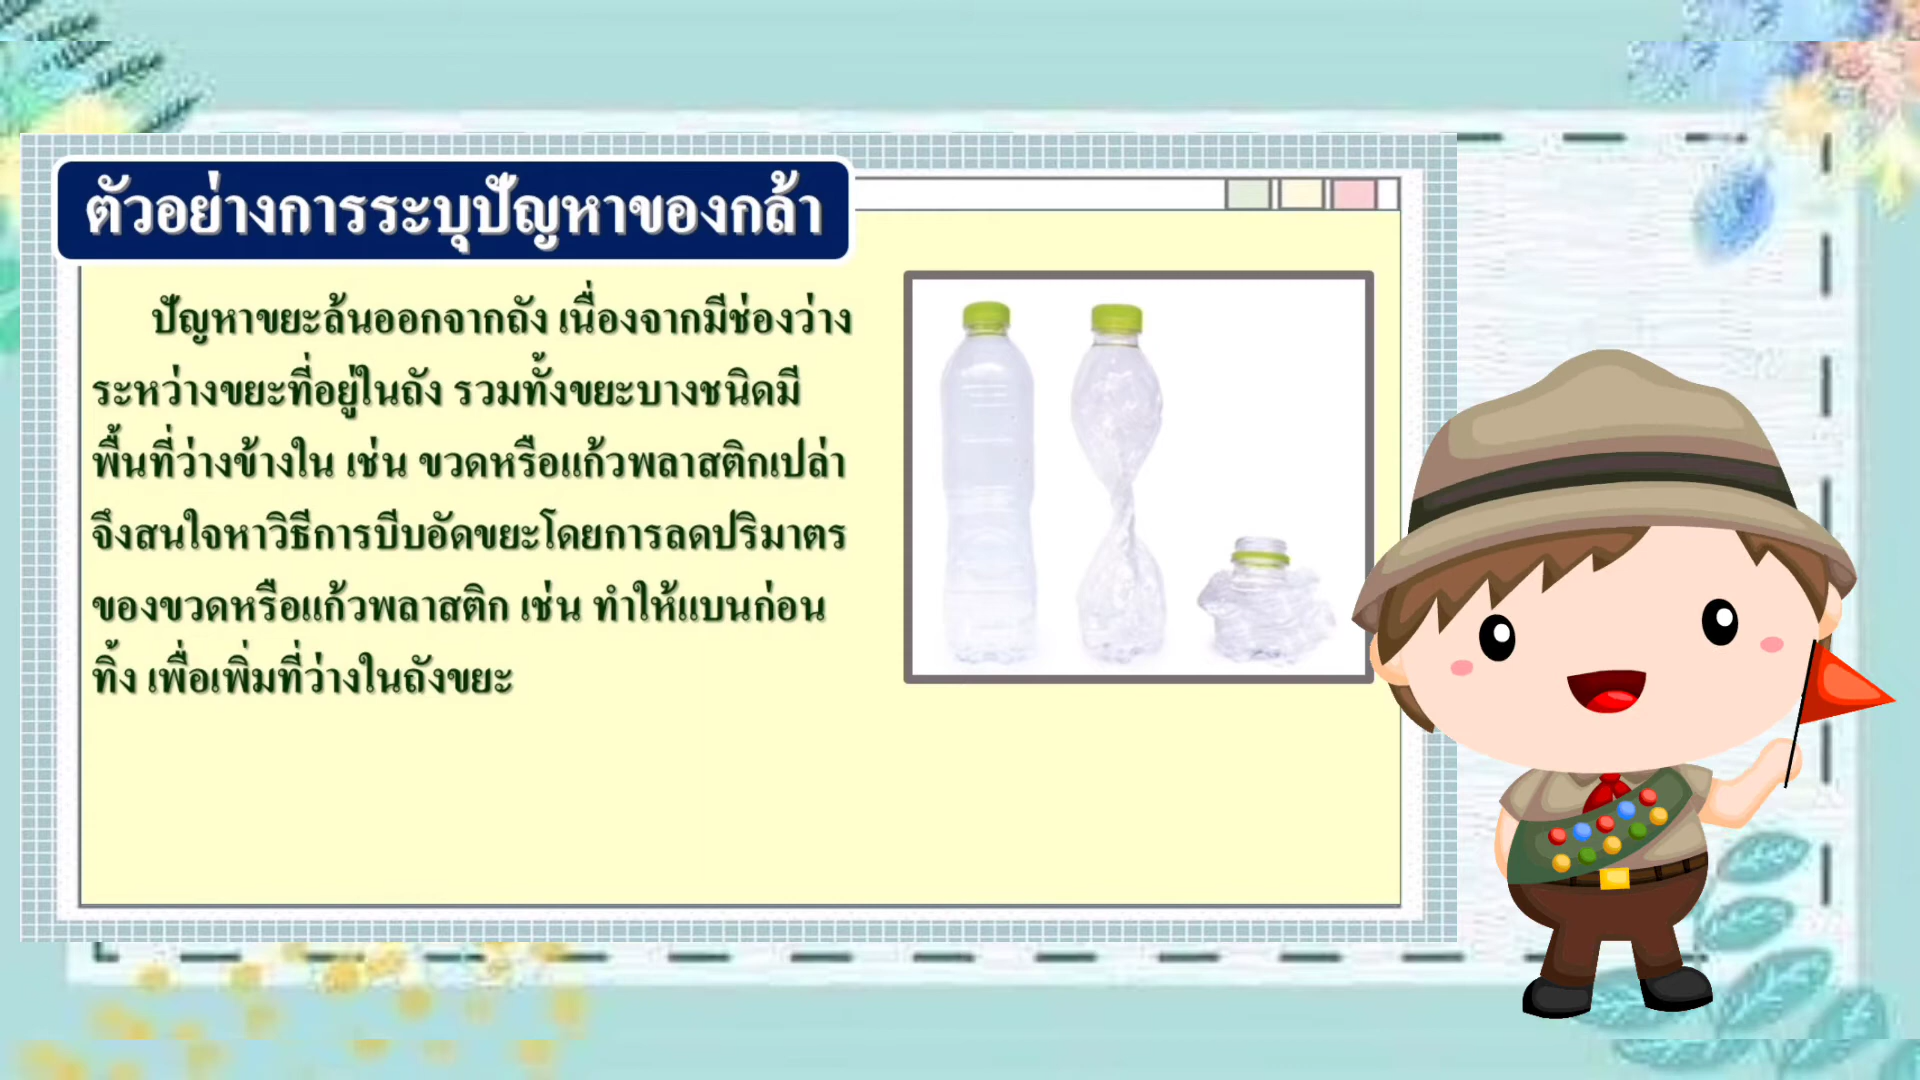 ตัวอย่างการระบุปัญหาของกล้า
ปัญหาขยะล้นออกจากถัง เนื่องจากมีช่องว่าง
ระหว่างขยะที่อยู่ในถัง รวมทั้งขยะบางชนิดมี
พื้นที่ว่างข้างใน เช่น ขวดหรือแก้วพลาสติกเปล่า
จึงสนใจหาวิธีการบีบอัดขยะโดยการลดปริมาตร
ของขวดหรือแก้วพลาสติก เช่น ทำให้แบนก่อน
ทิ้ง เพื่อเพิ่มที่ว่างในถังขยะ